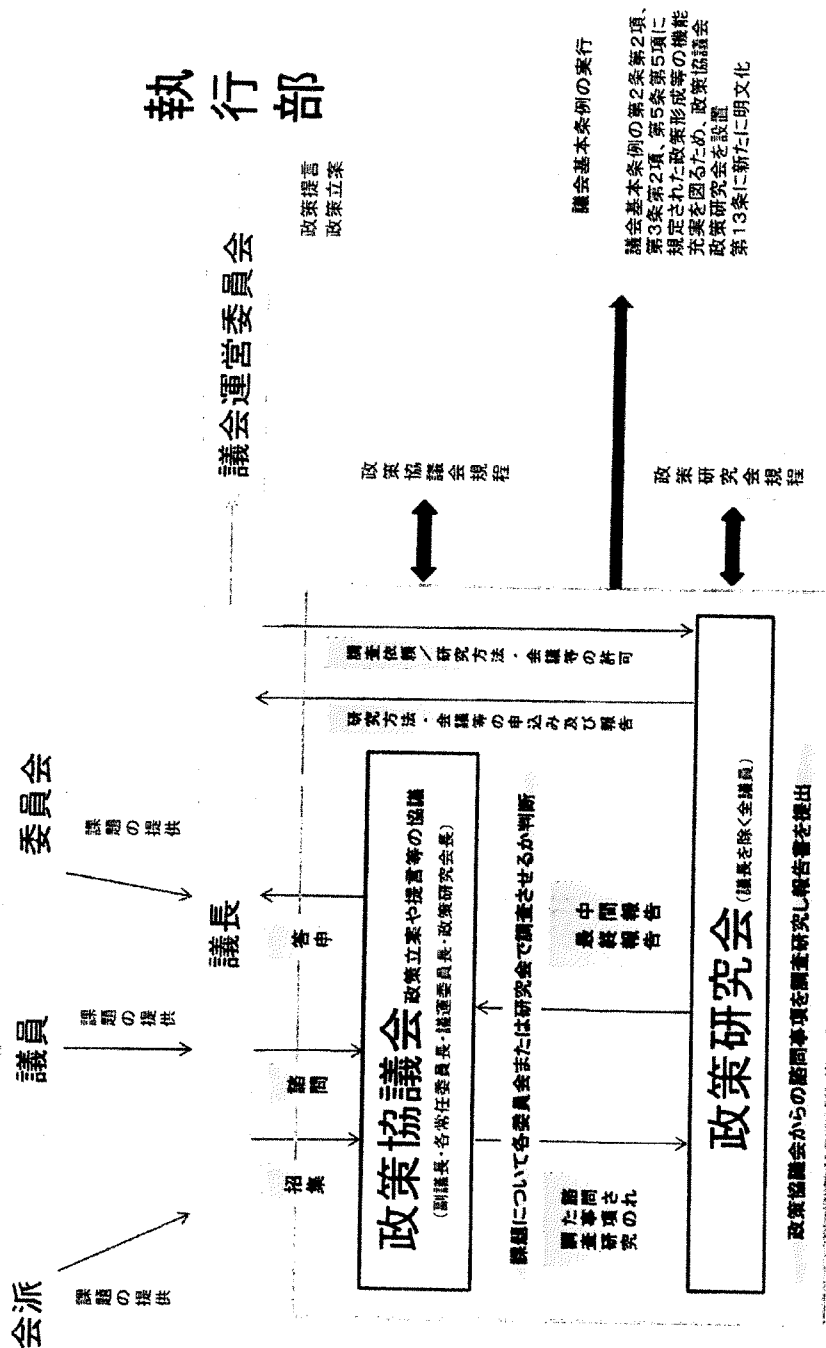 会派
議員
委員会
課題の提供
課題の提供
課題の提供
議長
議会運営委員会
執行部
政策提言
政策立案
招集
諮問
答申
政策協議会 政策立案や提言等の協議
(副議長・各常任委員長・議運委員長・政策研究会長)
政策協議会規程
課題について各委員会または研究会で調査させるか判断
研究方法・会議等の申込み及び報告
調査依頼／研究方法・会議等の許可
議会基本条例の実行
議会基本条例の第2条第2項、
第3条第2項、第5条第5項に
規定された政策形成等の機能
充実を図るため、政策協議会
政策研究会を設置
第13条に新たに明文化
諮問され
た事項の
調査研究
中間報告
最終報告
政策研究会(議長を除く全議員)
政策研究会規程
政策協議会からの諮問事項を調査研究し報告書を提出